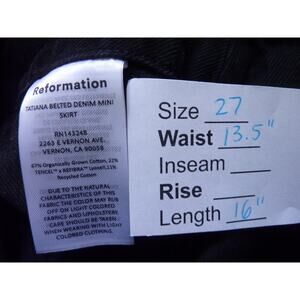 Reformation
TATIANA BELTED DENIM MINI
SKIRT
RN143248
2263 E VERNON AVE.
VERNON, CA 90058
67% Organically Grown Cotton, 22%
TENCEL™ x REFIBRA™ Lyocell,11%
Recycled Cotton
DUE TO THE NATURAL
CHARACTERISTICS OF THIS
FABRIC THE COLOR MAY RUB
OFF ON LIGHT COLORED
FABRICS AND UPHOLSTERY.
CARE SHOULD BE TAKEN
WHEN WEARING WITH LIGHT
COLORED CLOTHING.
Size 27
Waist 13.5"
Inseam
Rise
Length 16"